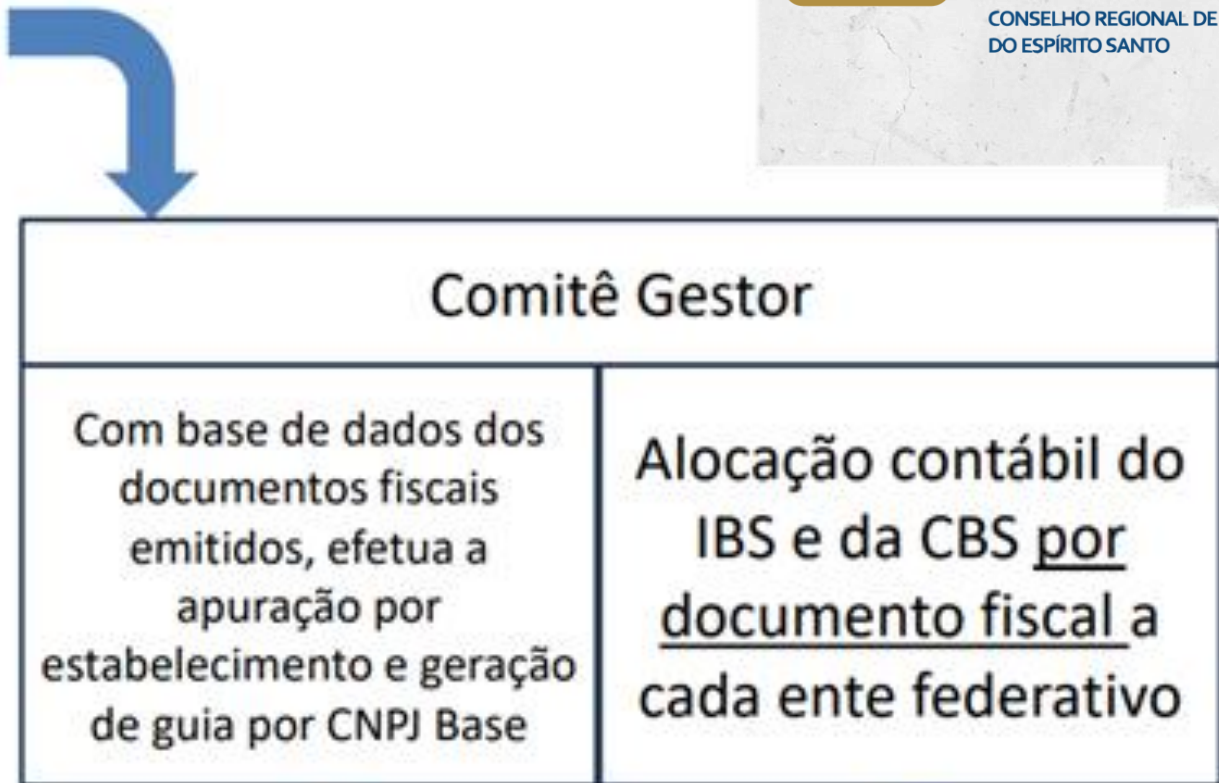 CONSELHO REGIONAL DE
DO ESPÍRITO SANTO
Comitê Gestor
Com base de dados dos
documentos fiscais
emitidos, efetua a
apuração por
estabelecimento e geração
de guia por CNPJ Base
Alocação contábil do
IBS e da CBS por
documento fiscal a
cada ente federativo